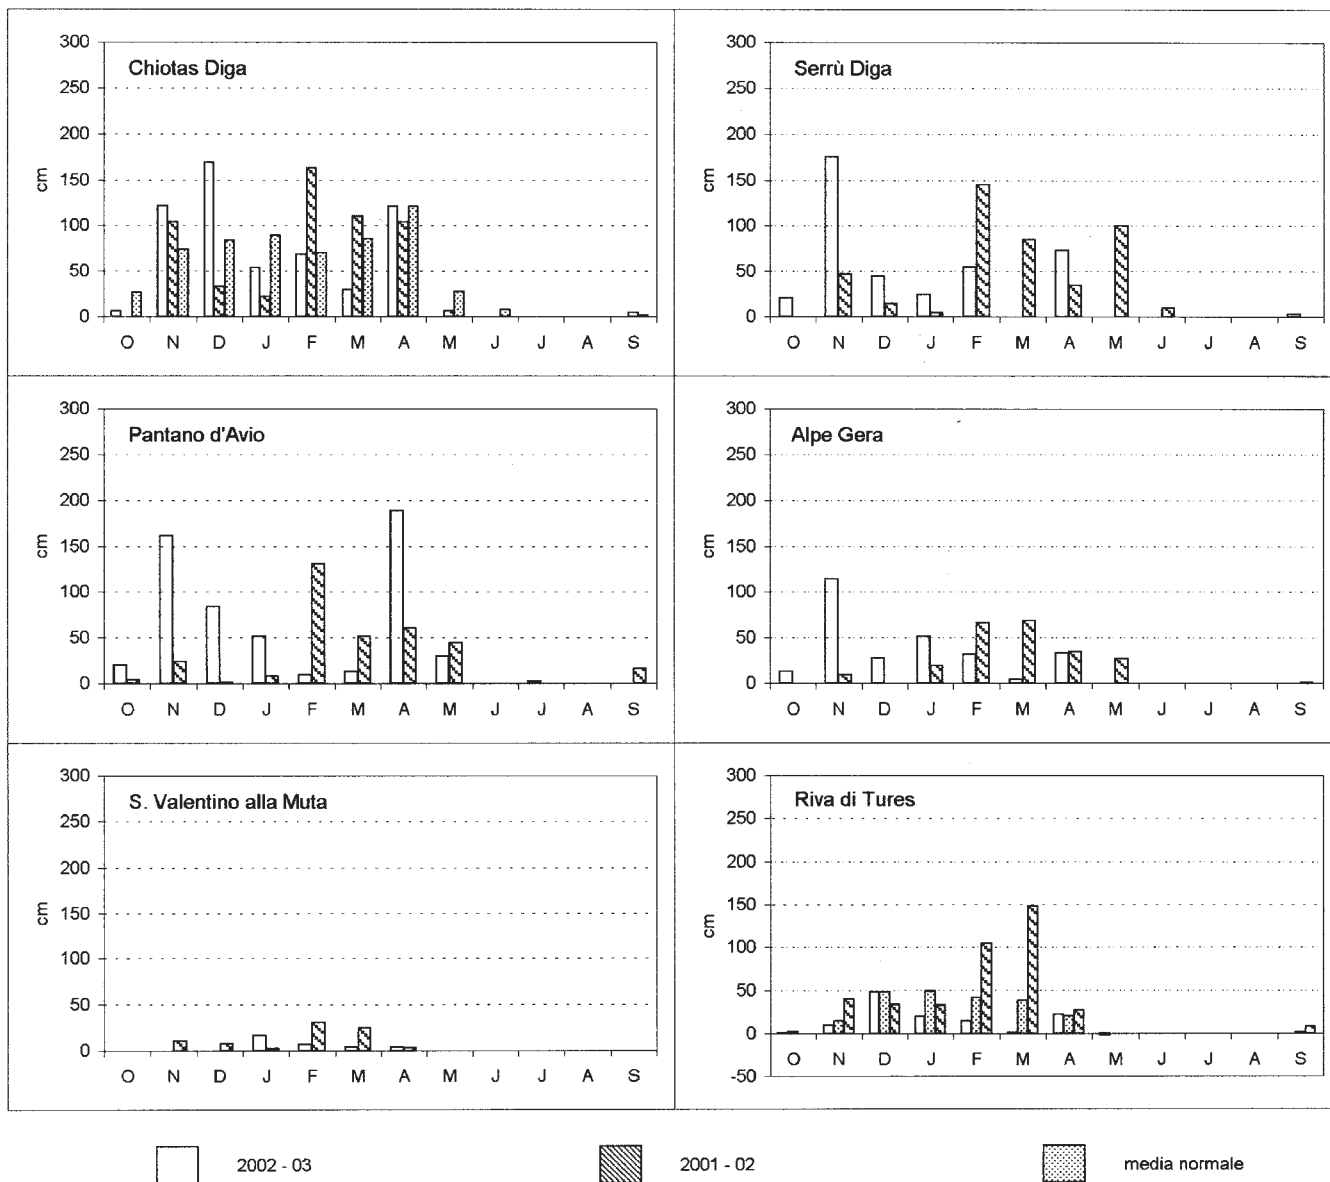 Chiotas Diga
300
250
200
150
100
50
0
cm
O N D J F M A M J J A S
Serrù Diga
300
250
200
150
100
50
0
cm
O N D J F M A M J J A S
Pantano d'Avio
300
250
200
150
100
50
0
cm
O N D J F M A M J J A S
Alpe Gera
300
250
200
150
100
50
0
cm
O N D J F M A M J J A S
S. Valentino alla Muta
300
250
200
150
100
50
0
cm
O N D J F M A M J J A S
Riva di Tures
300
250
200
150
100
50
0
-50
cm
O N D J F M A M J J A S
2002 - 03 2001 - 02 media normale